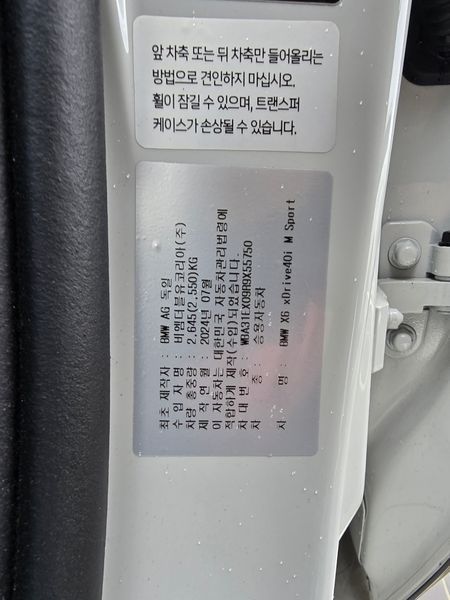 앞 차축 또는 뒤 차축만 들어올리는
방법으로 견인하지 마십시오.
휠이 잠길 수 있으며, 트랜스퍼
케이스가 손상될 수 있습니다.
최초 제작사 : BMW AG 독일
수 입 자 명 : 비엠더블유코리아(주)
차량 총중량 : 2,645(2,550)KG
제 작 연 월 : 2024년 07월
이 자동차는 대한민국 자동차관리법령에
적합하게 제작(수입)되었습니다.
차 대 번 호 : WBA31EX09R9X55750
차 종 : 승용자동차
차 명 : BMW X6 xDrive40i M Sport